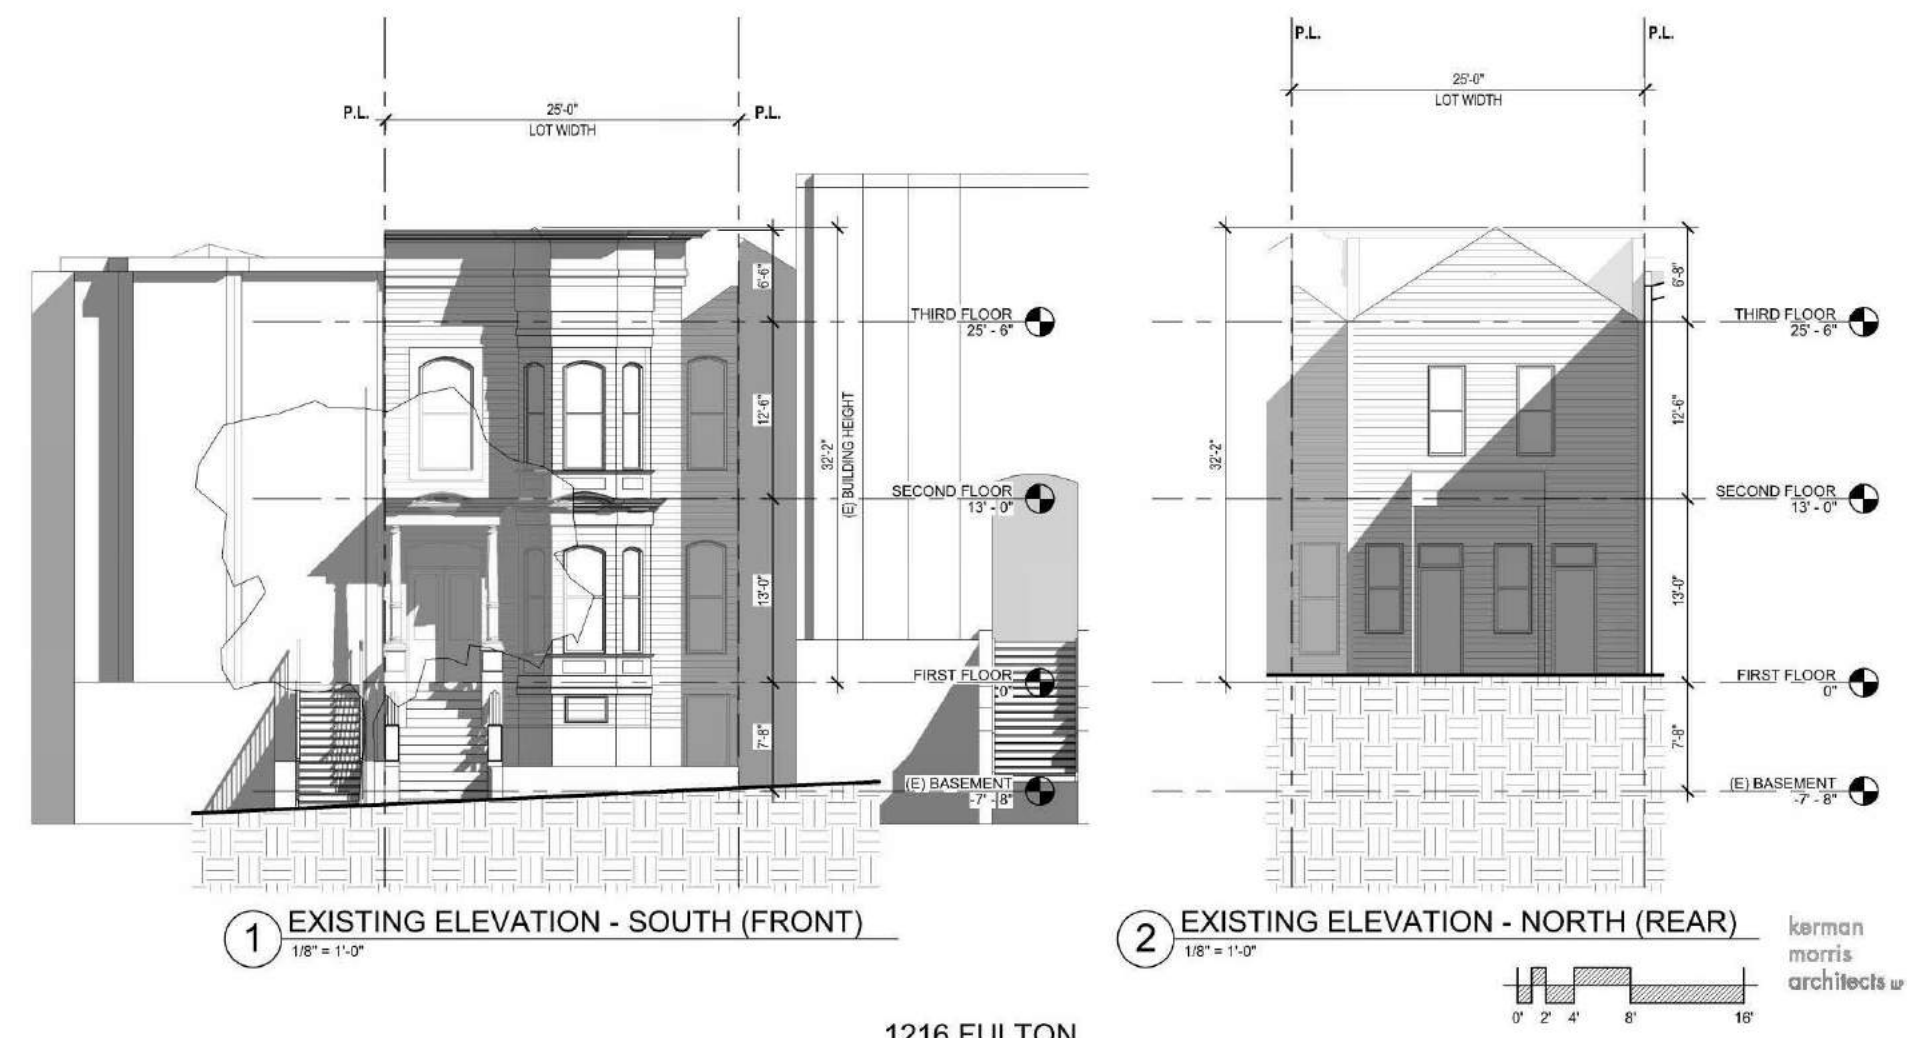 P.L.
25'-0"
LOT WIDTH
P.L.
6'-6"
12'-6"
13'-0"
7'-8"
32'-2"
(E) BUILDING HEIGHT
THIRD FLOOR
25' - 6"
SECOND FLOOR
13' - 0"
FIRST FLOOR
0"
(E) BASEMENT
-7' - 8"
1
EXISTING ELEVATION - SOUTH (FRONT)
1/8" = 1'-0"
P.L.
25'-0"
LOT WIDTH
P.L.
32'-2"
6'-8"
12'-6"
13'-0"
7'-8"
THIRD FLOOR
25' - 6"
SECOND FLOOR
13' - 0"
FIRST FLOOR
0"
(E) BASEMENT
-7' - 8"
2
EXISTING ELEVATION - NORTH (REAR)
1/8" = 1'-0"
kerman
morris
architects LLP
0' 2' 4' 8' 16'
1216 FULTON